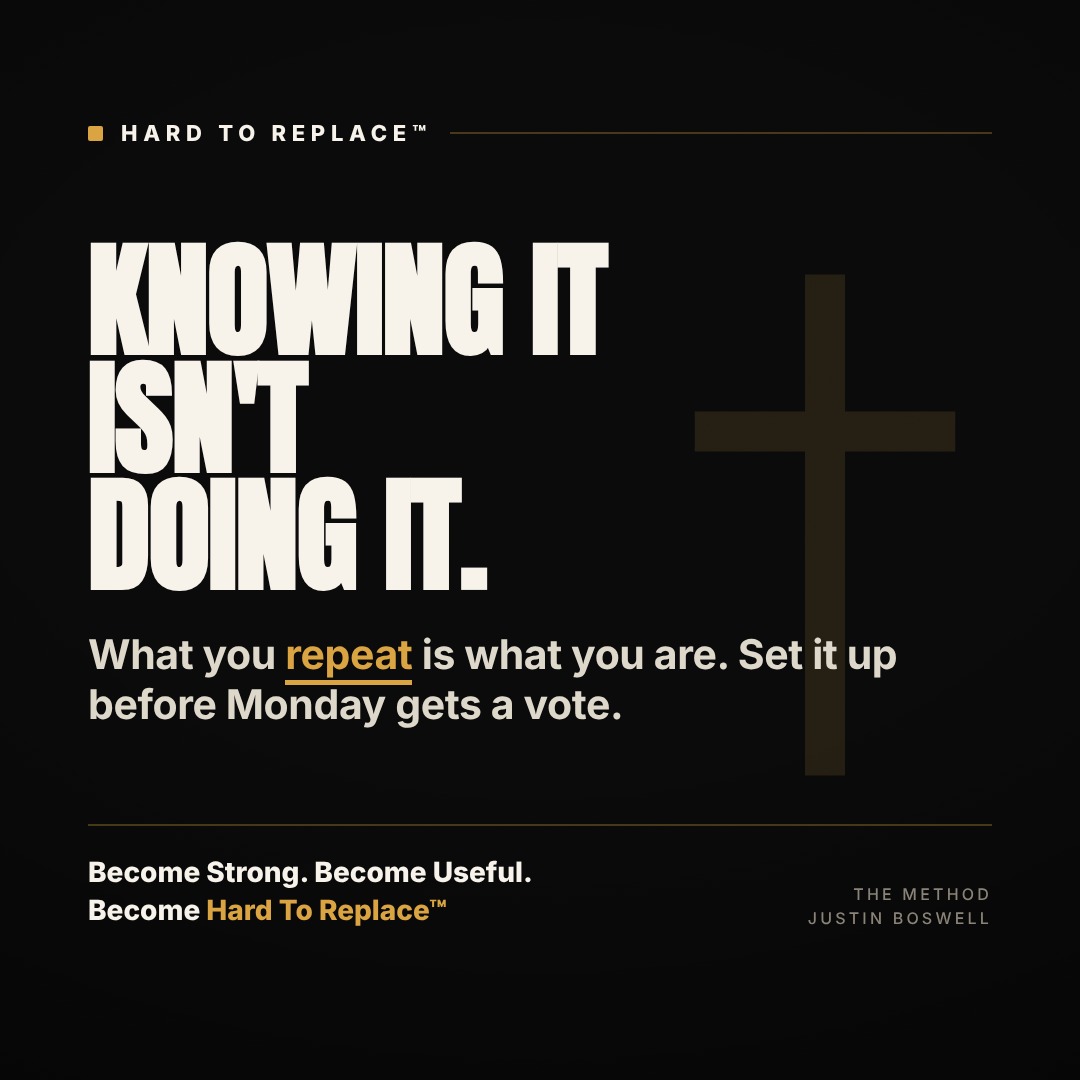 HARD TO REPLACE™
KNOWING IT
ISN'T
DOING IT.
What you repeat is what you are. Set it up
before Monday gets a vote.
Become Strong. Become Useful.
Become Hard To Replace™
THE METHOD
JUSTIN BOSWELL